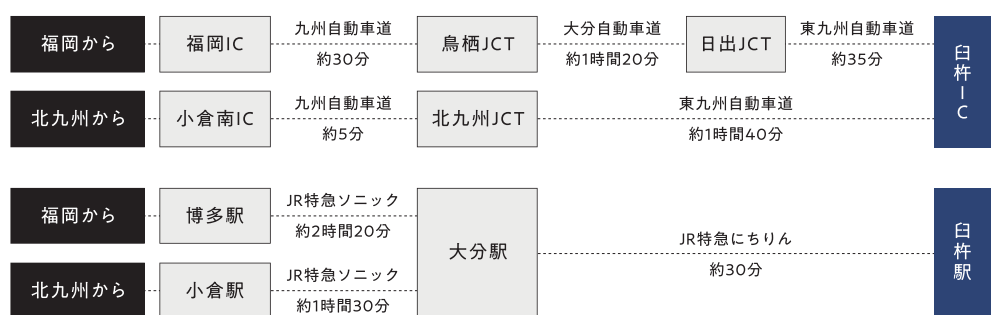 福岡から
福岡IC
九州自動車道
約30分
鳥栖JCT
大分自動車道
約1時間20分
日出JCT
東九州自動車道
約35分
臼杵IC
北九州から
小倉南IC
九州自動車道
約5分
北九州JCT
東九州自動車道
約1時間40分
福岡から
博多駅
JR特急ソニック
約2時間20分
大分駅
JR特急にちりん
約30分
臼杵駅
北九州から
小倉駅
JR特急ソニック
約1時間30分